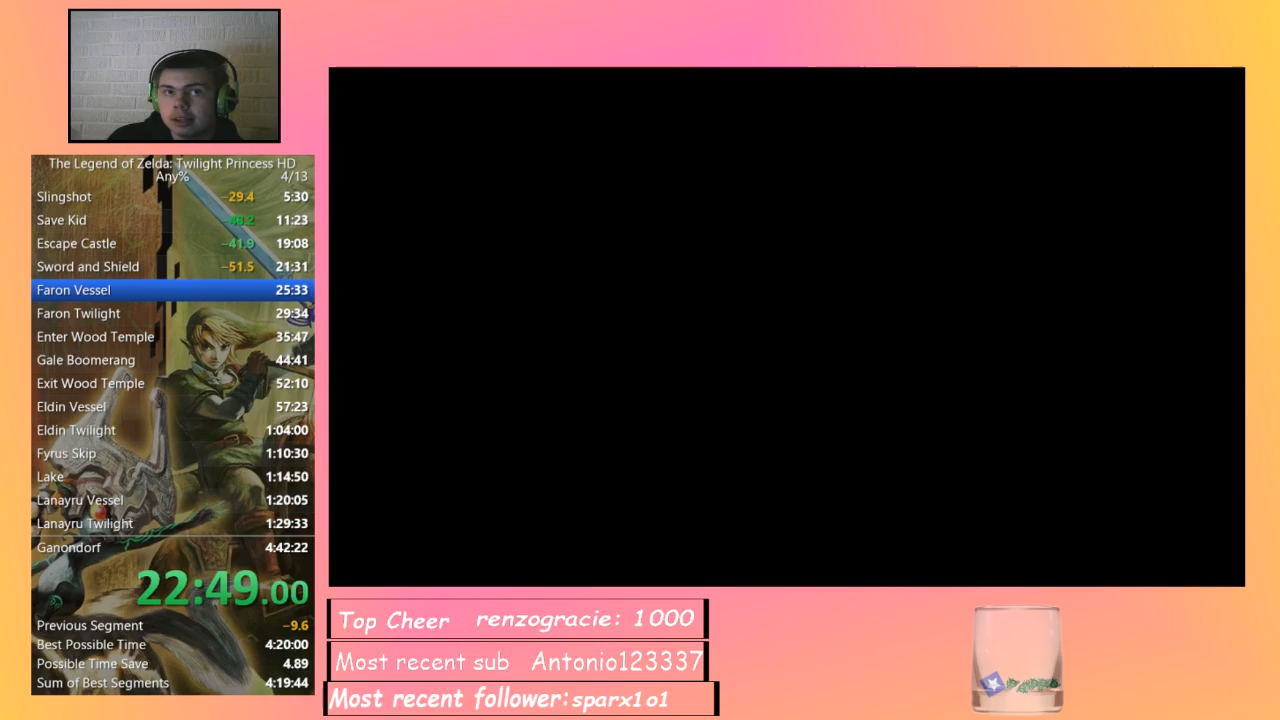 The Legend of Zelda: Twilight Princess HD
Any% 4/13
Slingshot −29.4 5:30
Save Kid −48.2 11:23
Escape Castle −41.9 19:08
Sword and Shield −51.5 21:31
Faron Vessel 25:33
Faron Twilight 29:34
Enter Wood Temple 35:47
Gale Boomerang 44:41
Exit Wood Temple 52:10
Eldin Vessel 57:23
Eldin Twilight 1:04:00
Fyrus Skip 1:10:30
Lake 1:14:50
Lanayru Vessel 1:20:05
Lanayru Twilight 1:29:33
Ganondorf 4:42:22
22:49.00
Previous Segment −9.6
Best Possible Time 4:20:00
Possible Time Save 4.89
Sum of Best Segments 4:19:44
Top Cheer renzogracie: 1000
Most recent sub Antonio123337
Most recent follower: sparx1o1